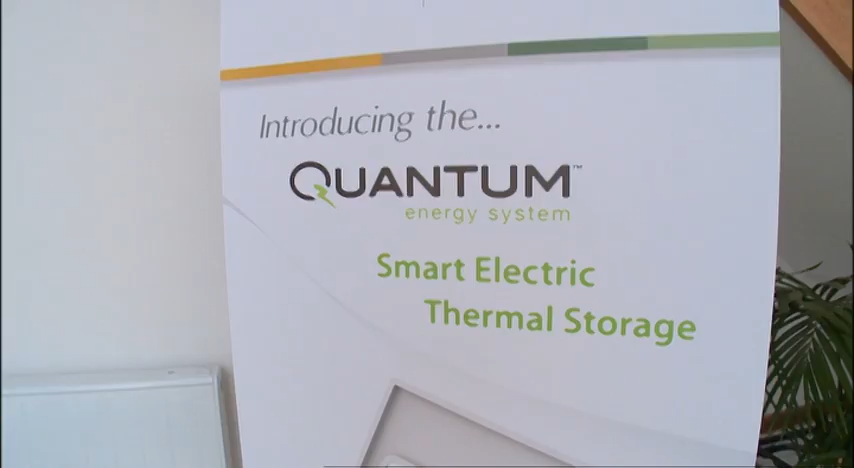 Introducing the...
QUANTUM™
energy system
Smart Electric
Thermal Storage